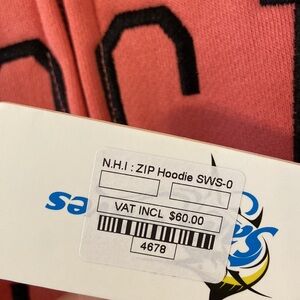 N.H.I : ZIP Hoodie SWS-0
VAT INCL $60.00
4678